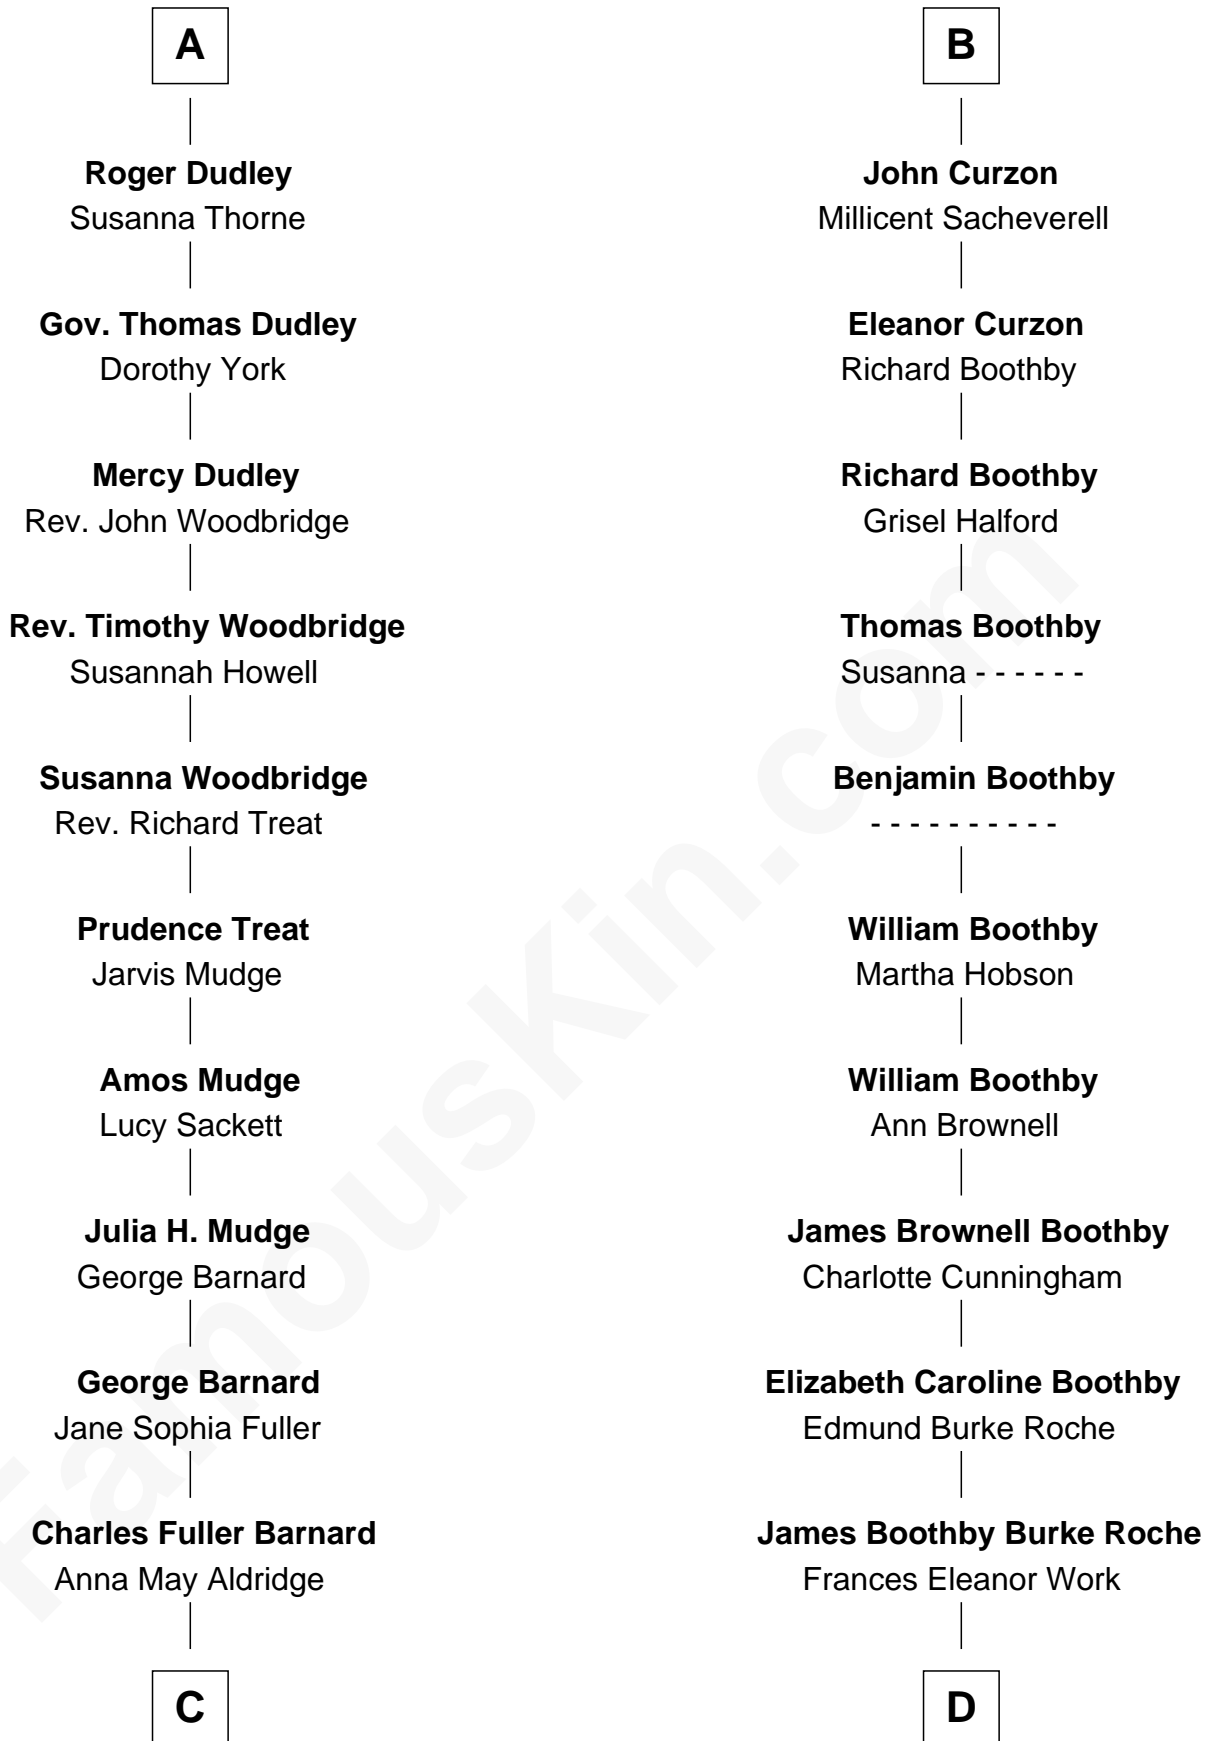 A
Roger Dudley
Susanna Thorne
Gov. Thomas Dudley
Dorothy York
Mercy Dudley
Rev. John Woodbridge
Rev. Timothy Woodbridge
Susannah Howell
Susanna Woodbridge
Rev. Richard Treat
Prudence Treat
Jarvis Mudge
Amos Mudge
Lucy Sackett
Julia H. Mudge
George Barnard
George Barnard
Jane Sophia Fuller
Charles Fuller Barnard
Anna May Aldridge
C
B
John Curzon
Millicent Sacheverell
Eleanor Curzon
Richard Boothby
Richard Boothby
Grisel Halford
Thomas Boothby
Susanna - - - - - -
Benjamin Boothby
- - - - - - - - - -
William Boothby
Martha Hobson
William Boothby
Ann Brownell
James Brownell Boothby
Charlotte Cunningham
Elizabeth Caroline Boothby
Edmund Burke Roche
James Boothby Burke Roche
Frances Eleanor Work
D
FamousKin.com